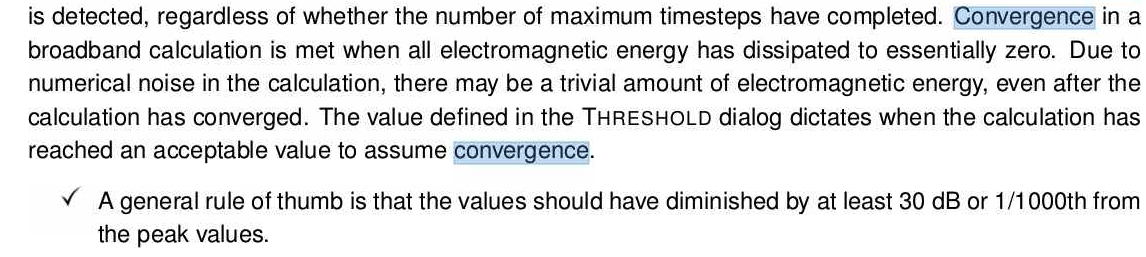 is detected, regardless of whether the number of maximum timesteps have completed. Convergence in a
broadband calculation is met when all electromagnetic energy has dissipated to essentially zero. Due to
numerical noise in the calculation, there may be a trivial amount of electromagnetic energy, even after the
calculation has converged. The value defined in the THRESHOLD dialog dictates when the calculation has
reached an acceptable value to assume convergence.
✓ A general rule of thumb is that the values should have diminished by at least 30 dB or 1/1000th from
the peak values.